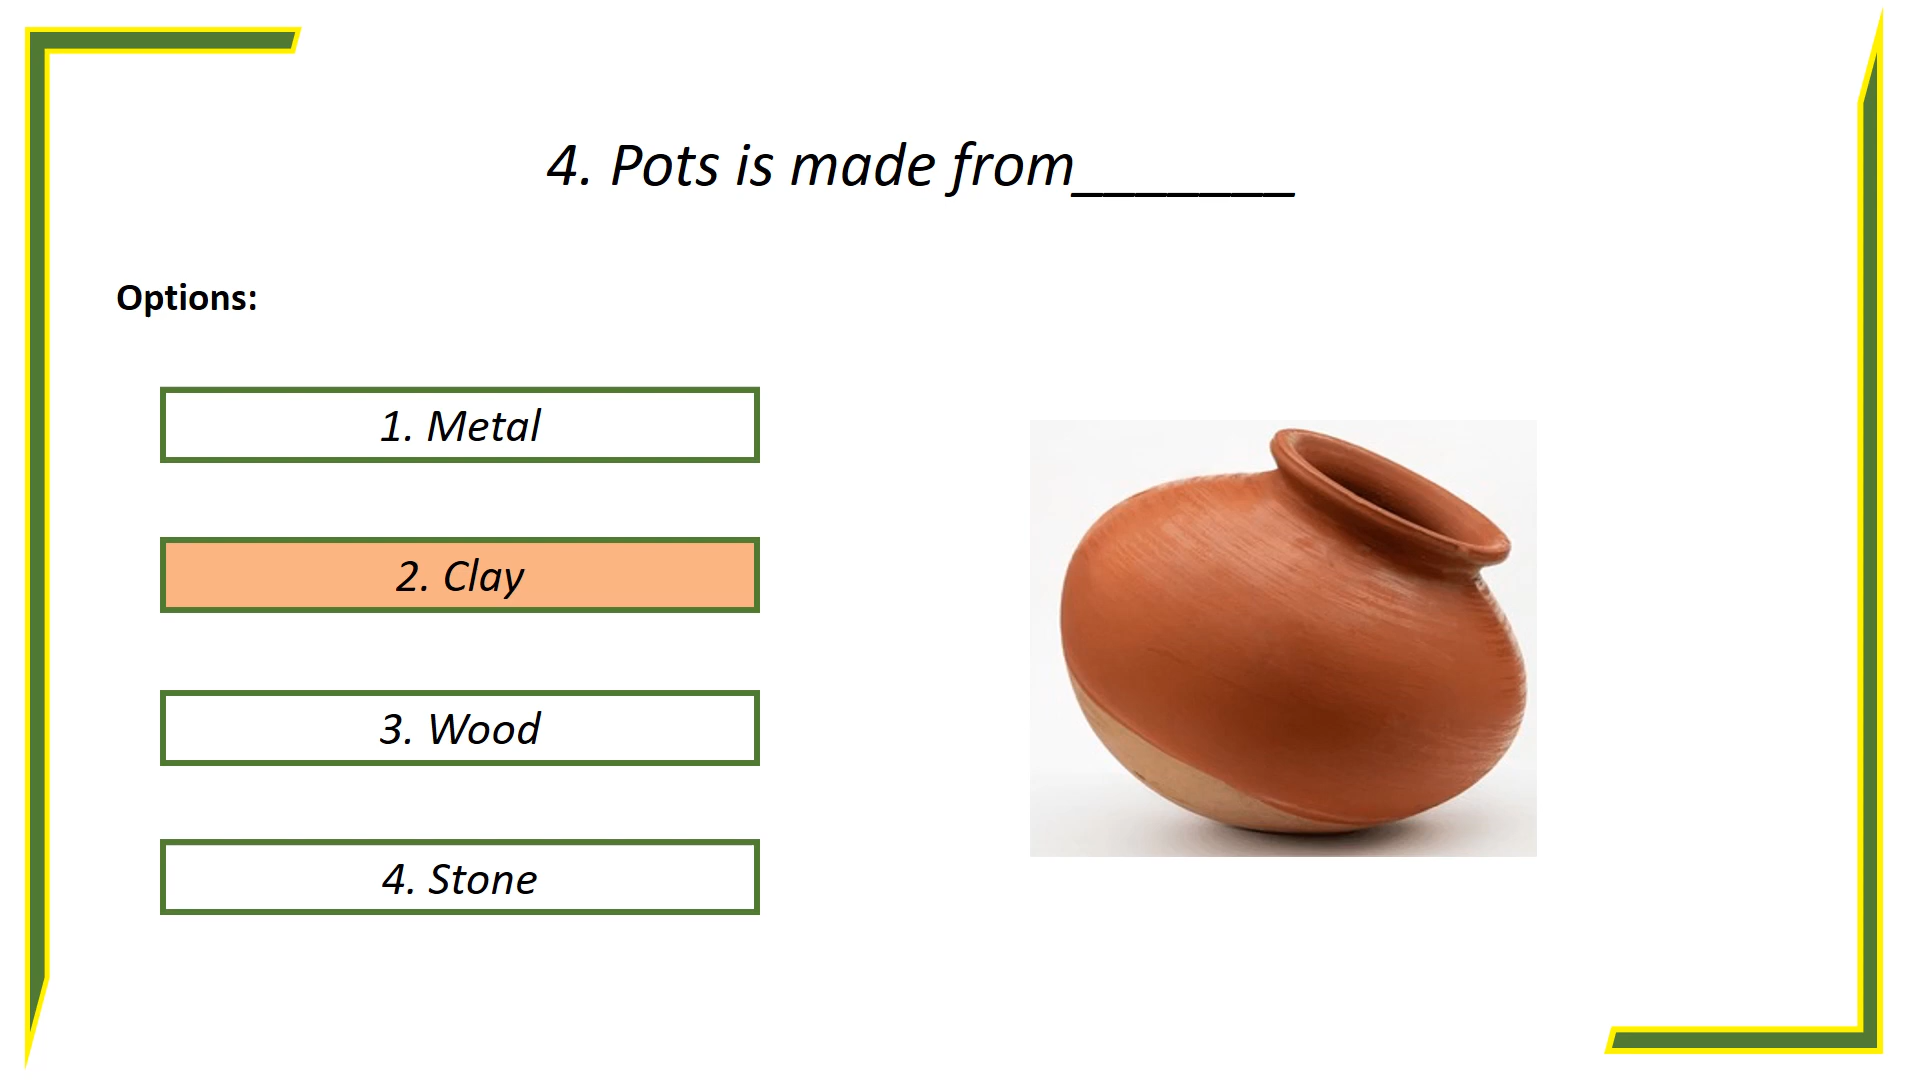 4. Pots is made from_______
Options:
1. Metal
2. Clay
3. Wood
4. Stone